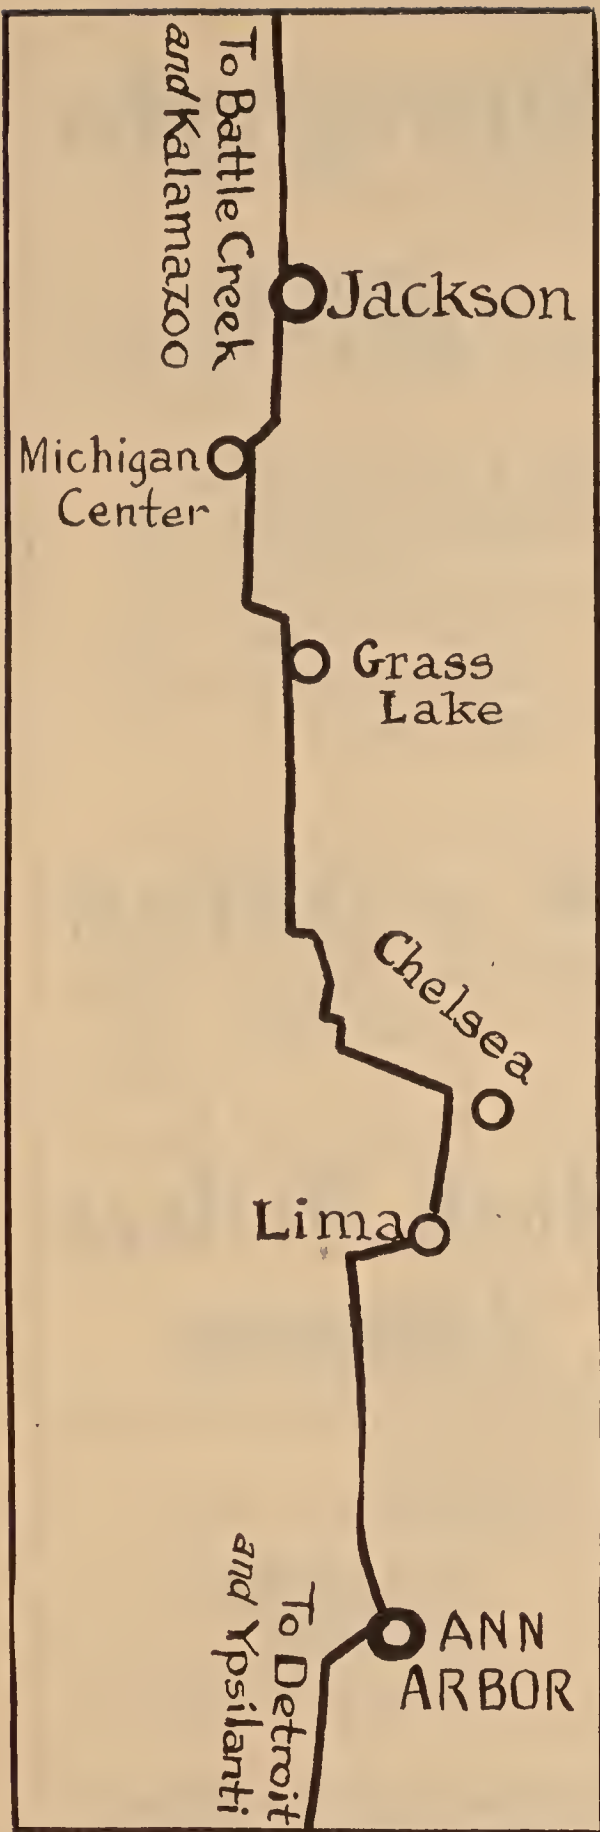 To Battle Creek
and Kalamazoo
Jackson
Michigan
Center
Grass
Lake
Chelsea
Lima
ANN
ARBOR
To Detroit
and Ypsilanti